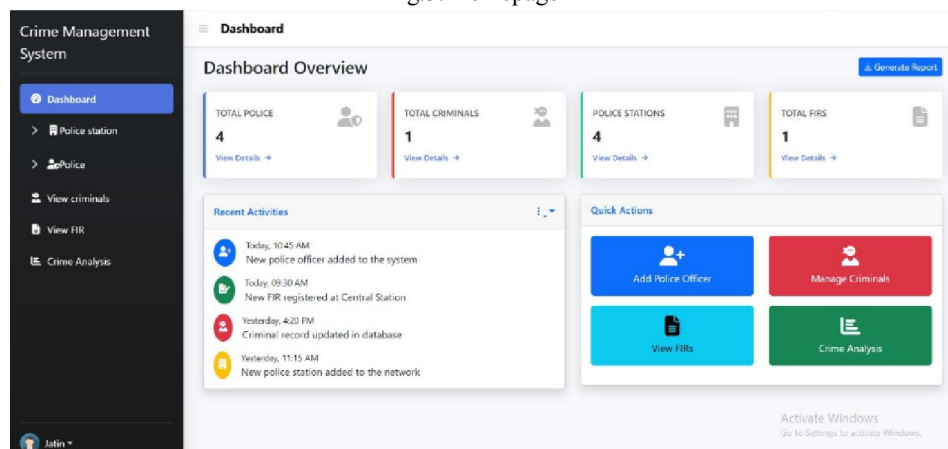 Crime Management
System
Dashboard
Police station
Police
View criminals
View FIR
Crime Analysis
Jatin
Dashboard
Dashboard Overview
Generate Report
TOTAL POLICE
4
View Details →
TOTAL CRIMINALS
1
View Details →
POLICE STATIONS
4
View Details →
TOTAL FIRS
1
View Details →
Recent Activities
Today, 10:45 AM
New police officer added to the system
Today, 09:30 AM
New FIR registered at Central Station
Yesterday, 4:20 PM
Criminal record updated in database
Yesterday, 11:15 AM
New police station added to the network
Quick Actions
Add Police Officer
Manage Criminals
View FIRs
Crime Analysis
Activate Windows
Go to Settings to activate Windows.